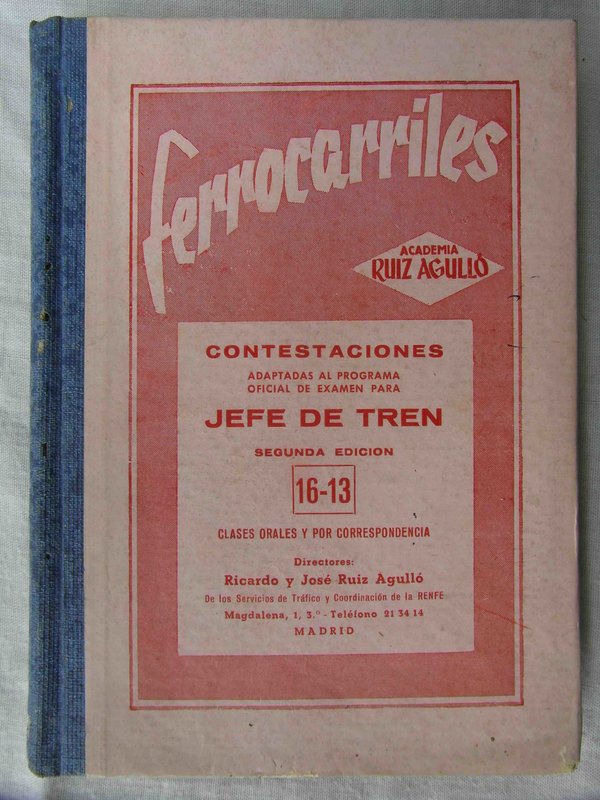 ferrocarriles
ACADEMIA
RUIZ AGULLÓ
CONTESTACIONES
ADAPTADAS AL PROGRAMA
OFICIAL DE EXAMEN PARA
JEFE DE TREN
SEGUNDA EDICION
16-13
CLASES ORALES Y POR CORRESPONDENCIA
Directores:
Ricardo y José Ruiz Agulló
De los Servicios de Tráfico y Coordinación de la RENFE
Magdalena, 1, 3.º - Teléfono 21 34 14
MADRID